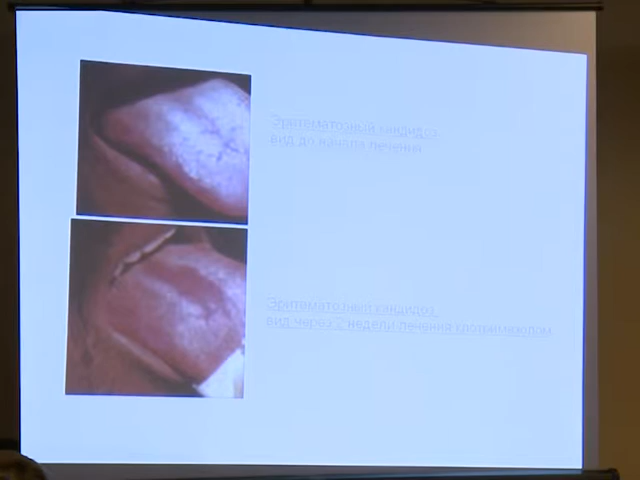 Эритематозный кандидоз
вид до начала лечения
Эритематозный кандидоз
вид через 2 недели лечения клотримазолом